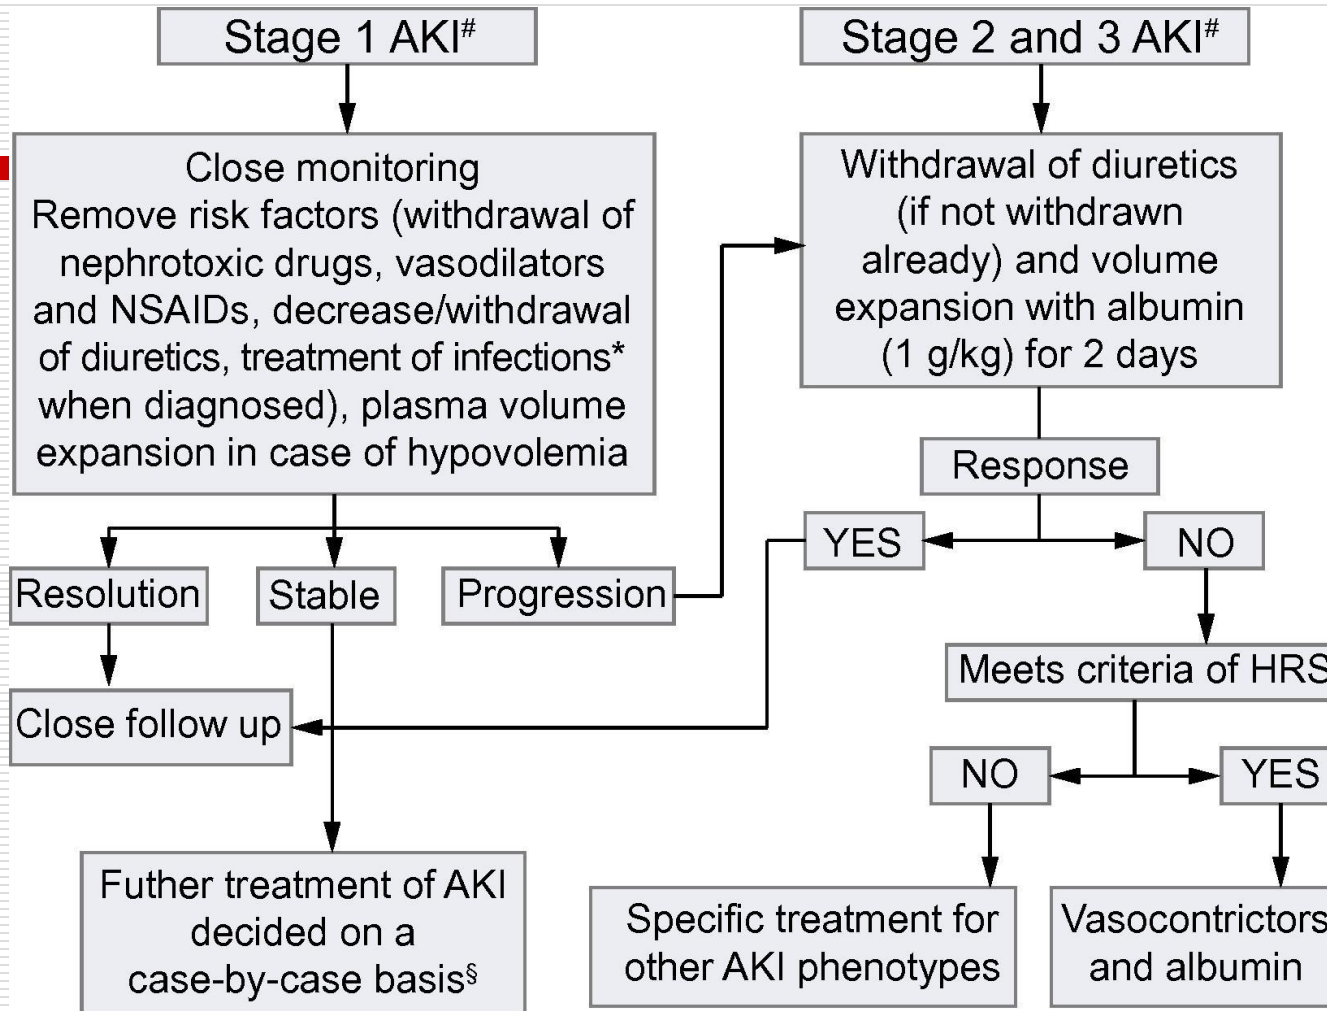 Stage 1 AKI#
Close monitoring
Remove risk factors (withdrawal of
nephrotoxic drugs, vasodilators
and NSAIDs, decrease/withdrawal
of diuretics, treatment of infections*
when diagnosed), plasma volume
expansion in case of hypovolemia
Resolution
Stable
Progression
Close follow up
Futher treatment of AKI
decided on a
case-by-case basis§
Stage 2 and 3 AKI#
Withdrawal of diuretics
(if not withdrawn
already) and volume
expansion with albumin
(1 g/kg) for 2 days
Response
YES
NO
Meets criteria of HRS
NO
YES
Specific treatment for
other AKI phenotypes
Vasocontrictors
and albumin